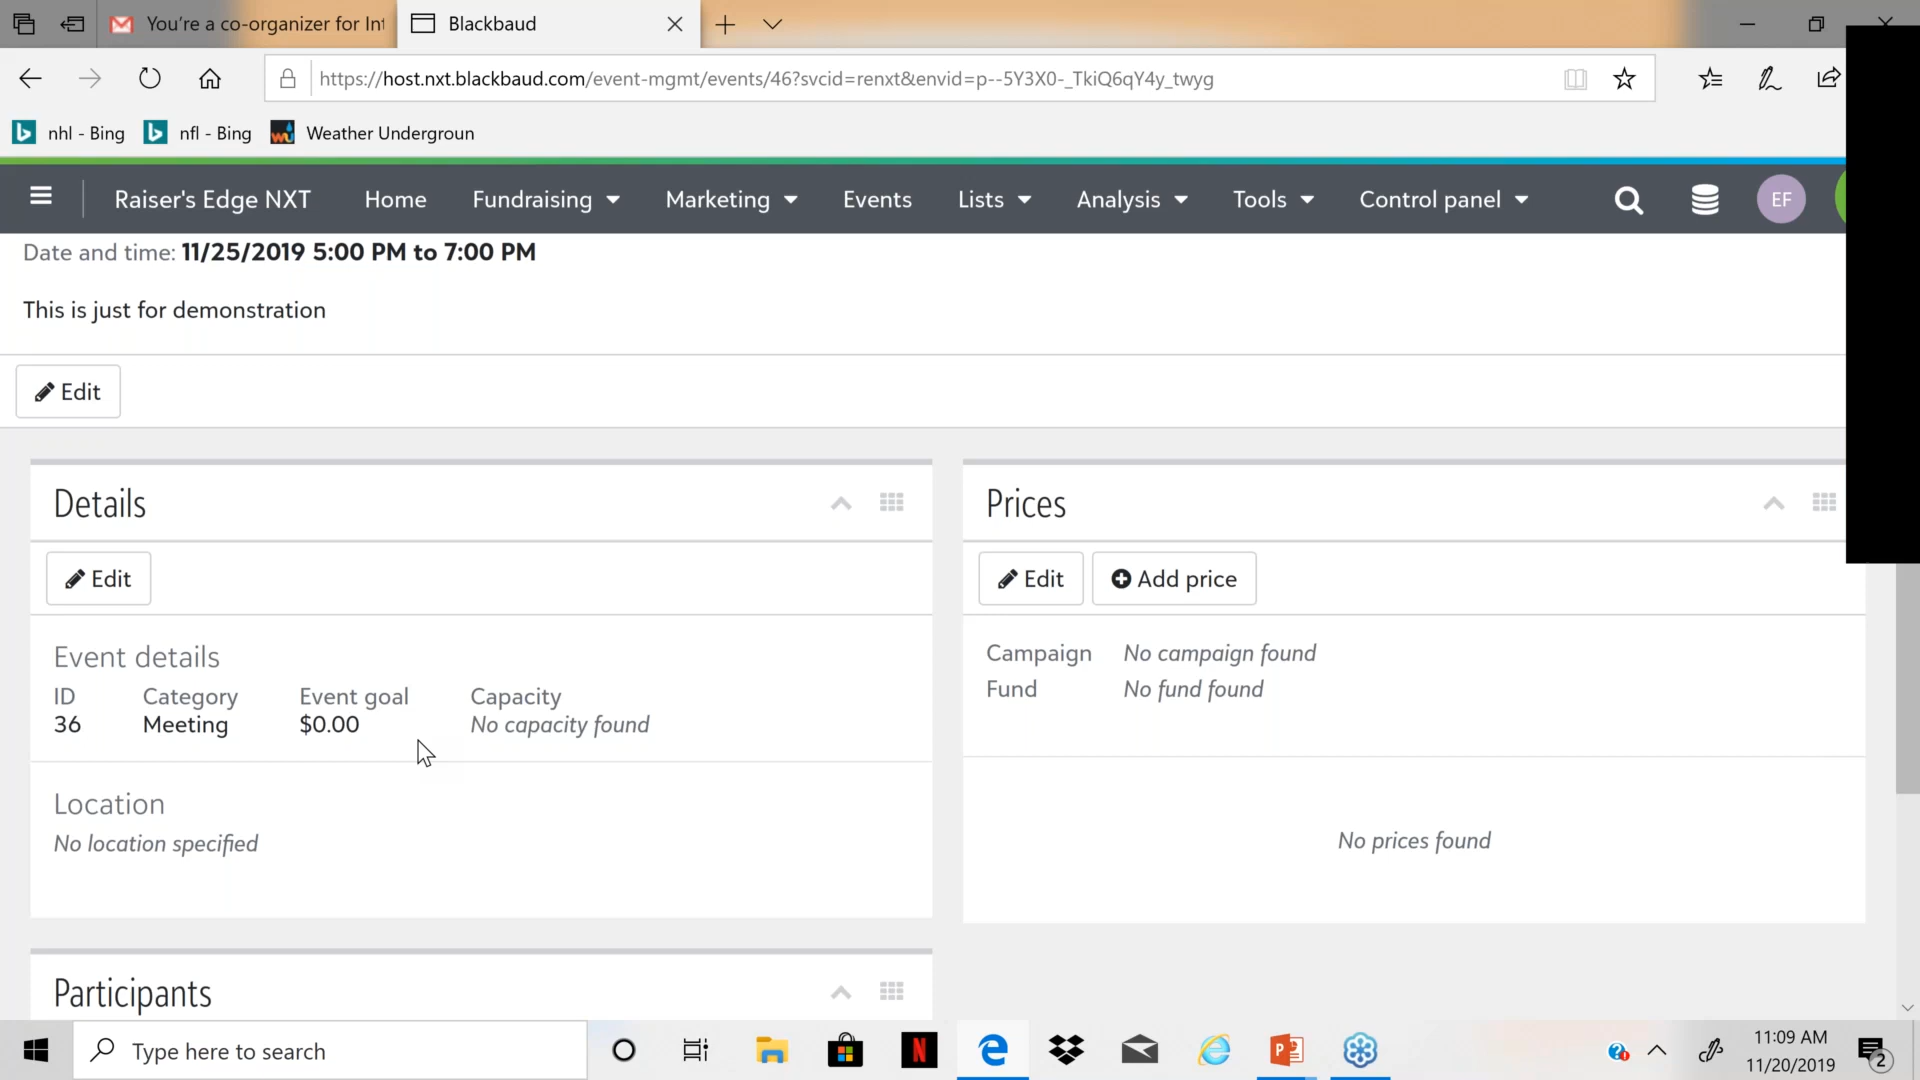 You're a co-organizer for Int
Blackbaud
https://host.nxt.blackbaud.com/event-mgmt/events/46?svcid=renxt&envid=p--5Y3X0-_TkiQ6qY4y_twyg
nhl - Bing
nfl - Bing
Weather Undergroun
Raiser's Edge NXT
Home
Fundraising
Marketing
Events
Lists
Analysis
Tools
Control panel
EF
Date and time: 11/25/2019 5:00 PM to 7:00 PM
This is just for demonstration
Edit
Details
Edit
Event details
ID Category Event goal Capacity
36 Meeting $0.00 No capacity found
Location
No location specified
Prices
Edit
Add price
Campaign No campaign found
Fund No fund found
No prices found
Participants
Type here to search
11:09 AM
11/20/2019
2